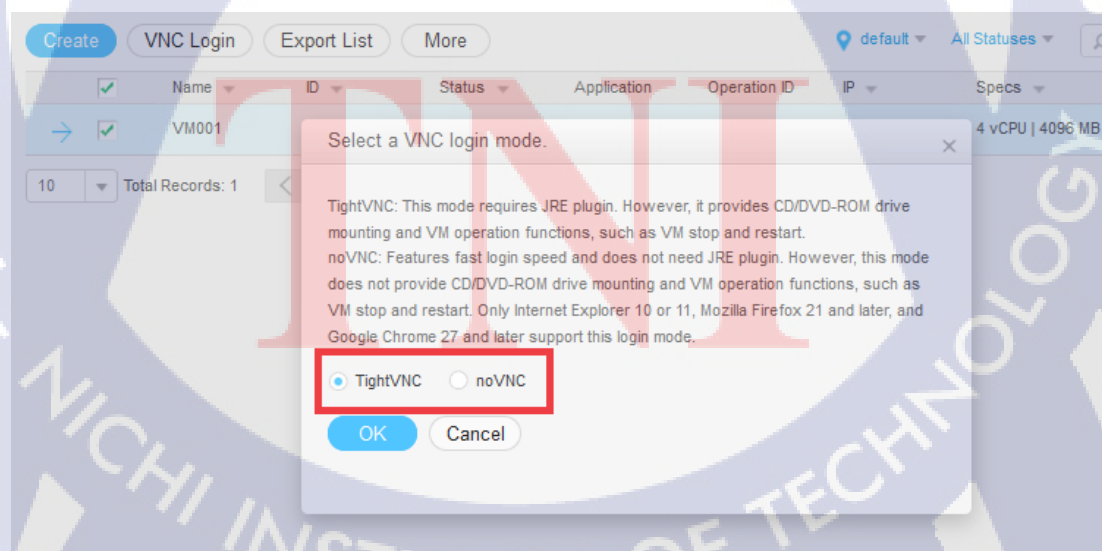 Create VNC Login Export List More default All Statuses
Name ID Status Application Operation ID IP Specs
VM001 4 vCPU | 4096 MB
Select a VNC login mode.
10 Total Records: 1
TightVNC: This mode requires JRE plugin. However, it provides CD/DVD-ROM drive
mounting and VM operation functions, such as VM stop and restart.
noVNC: Features fast login speed and does not need JRE plugin. However, this mode
does not provide CD/DVD-ROM drive mounting and VM operation functions, such as
VM stop and restart. Only Internet Explorer 10 or 11, Mozilla Firefox 21 and later, and
Google Chrome 27 and later support this login mode.
TightVNC noVNC
OK Cancel
TNI
NICHI INST OF TECHNOLOGY